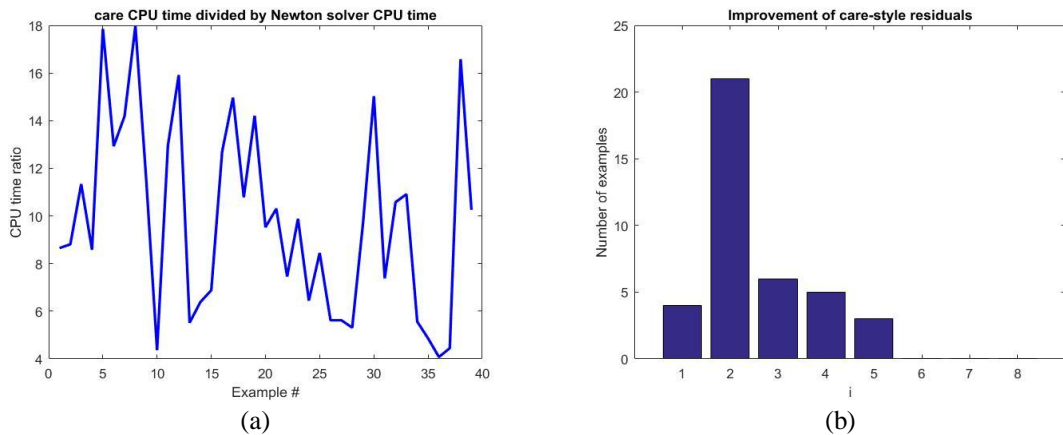 care CPU time divided by Newton solver CPU time
18
16
14
12
10
8
6
4
CPU time ratio
0 5 10 15 20 25 30 35 40
Example #
(a)
Improvement of care-style residuals
25
20
15
10
5
0
Number of examples
1 2 3 4 5 6 7 8
i
(b)